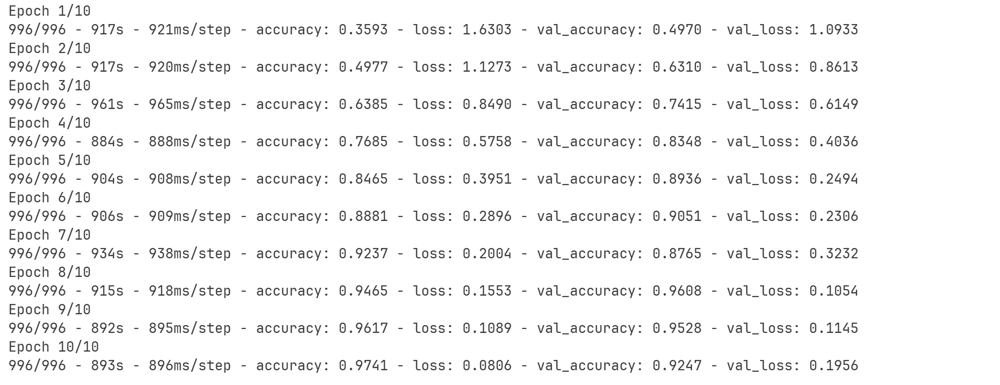 Epoch 1/10
996/996 - 917s - 921ms/step - accuracy: 0.3593 - loss: 1.6303 - val_accuracy: 0.4970 - val_loss: 1.0933
Epoch 2/10
996/996 - 917s - 920ms/step - accuracy: 0.4977 - loss: 1.1273 - val_accuracy: 0.6310 - val_loss: 0.8613
Epoch 3/10
996/996 - 961s - 965ms/step - accuracy: 0.6385 - loss: 0.8490 - val_accuracy: 0.7415 - val_loss: 0.6149
Epoch 4/10
996/996 - 884s - 888ms/step - accuracy: 0.7685 - loss: 0.5758 - val_accuracy: 0.8348 - val_loss: 0.4036
Epoch 5/10
996/996 - 904s - 908ms/step - accuracy: 0.8465 - loss: 0.3951 - val_accuracy: 0.8936 - val_loss: 0.2494
Epoch 6/10
996/996 - 906s - 909ms/step - accuracy: 0.8881 - loss: 0.2896 - val_accuracy: 0.9051 - val_loss: 0.2306
Epoch 7/10
996/996 - 934s - 938ms/step - accuracy: 0.9237 - loss: 0.2004 - val_accuracy: 0.8765 - val_loss: 0.3232
Epoch 8/10
996/996 - 915s - 918ms/step - accuracy: 0.9465 - loss: 0.1553 - val_accuracy: 0.9608 - val_loss: 0.1054
Epoch 9/10
996/996 - 892s - 895ms/step - accuracy: 0.9617 - loss: 0.1089 - val_accuracy: 0.9528 - val_loss: 0.1145
Epoch 10/10
996/996 - 893s - 896ms/step - accuracy: 0.9741 - loss: 0.0806 - val_accuracy: 0.9247 - val_loss: 0.1956